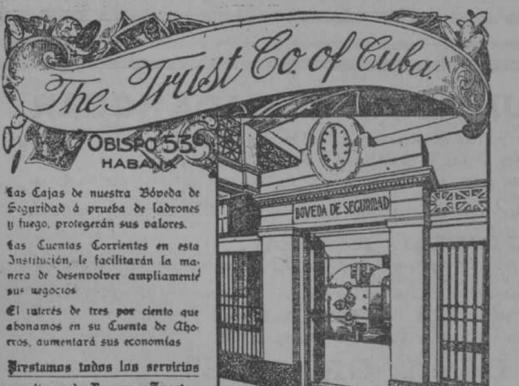 The Trust Co. of Cuba.
OBISPO 53
HABANA
BÓVEDA DE SEGURIDAD
Las Cajas de nuestra Bóveda de
Seguridad á prueba de ladrones
y fuego, protegerán sus valores.
Las Cuentas Corrientes en esta
Institución, le facilitarán la ma-
nera de desenvolver ampliamente
sus negocios
El interés de tres por ciento que
abonamos en su Cuenta de Aho-
rros, aumentará sus economías
Prestamos todos los servicios